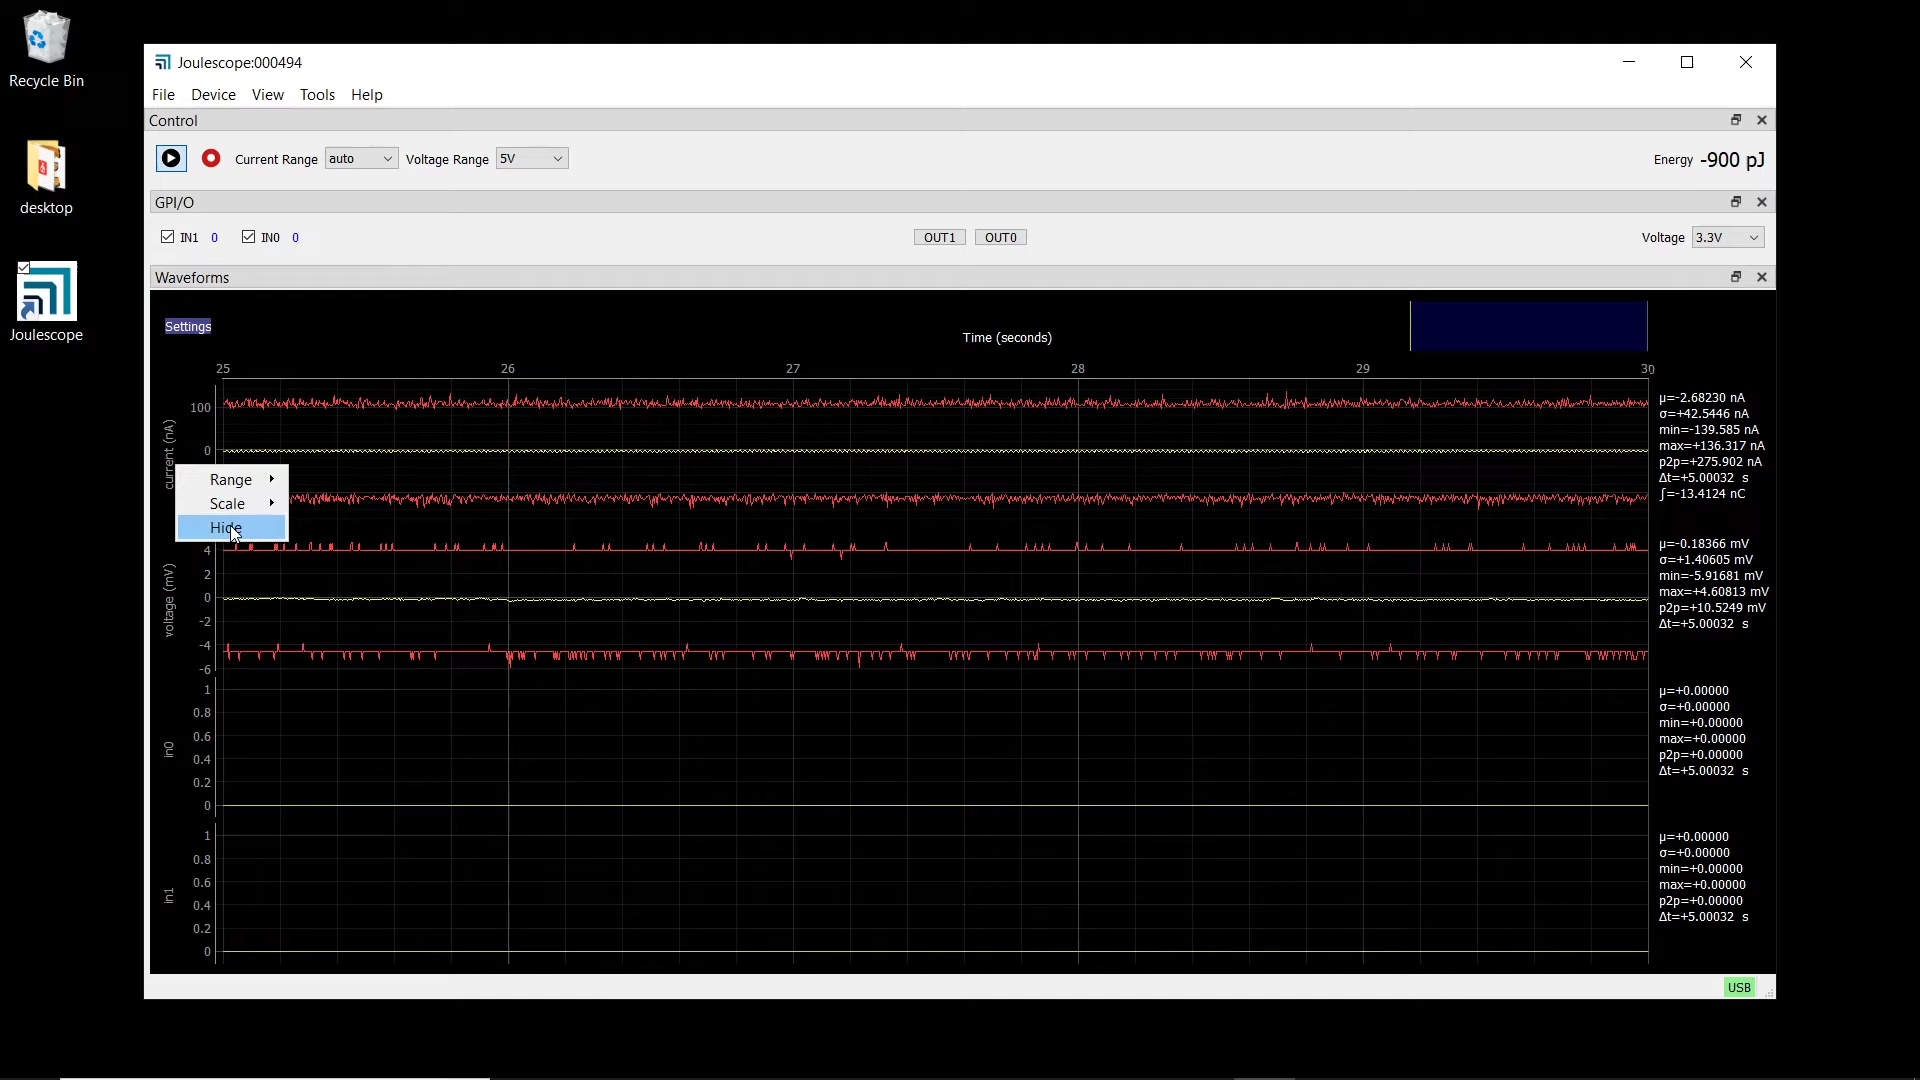 Recycle Bin
desktop
Joulescope
Joulescope:000494
File Device View Tools Help
Control
Current Range auto Voltage Range 5V Energy -900 pJ
GPI/O
IN1 0 IN0 0 OUT1 OUT0 Voltage 3.3V
Waveforms
Settings
Time (seconds)
25 26 27 28 29 30
current (nA)
100
0
μ=-2.68230 nA
σ=+42.5446 nA
min=-139.585 nA
max=+136.317 nA
p2p=+275.902 nA
Δt=+5.00032 s
∫=-13.4124 nC
Range
Scale
Hide
voltage (mV)
4
2
0
-2
-4
-6
μ=-0.18366 mV
σ=+1.40605 mV
min=-5.91681 mV
max=+4.60813 mV
p2p=+10.5249 mV
Δt=+5.00032 s
in0
1
0.8
0.6
0.4
0.2
0
μ=+0.00000
σ=+0.00000
min=+0.00000
max=+0.00000
p2p=+0.00000
Δt=+5.00032 s
in1
1
0.8
0.6
0.4
0.2
0
μ=+0.00000
σ=+0.00000
min=+0.00000
max=+0.00000
p2p=+0.00000
Δt=+5.00032 s
USB